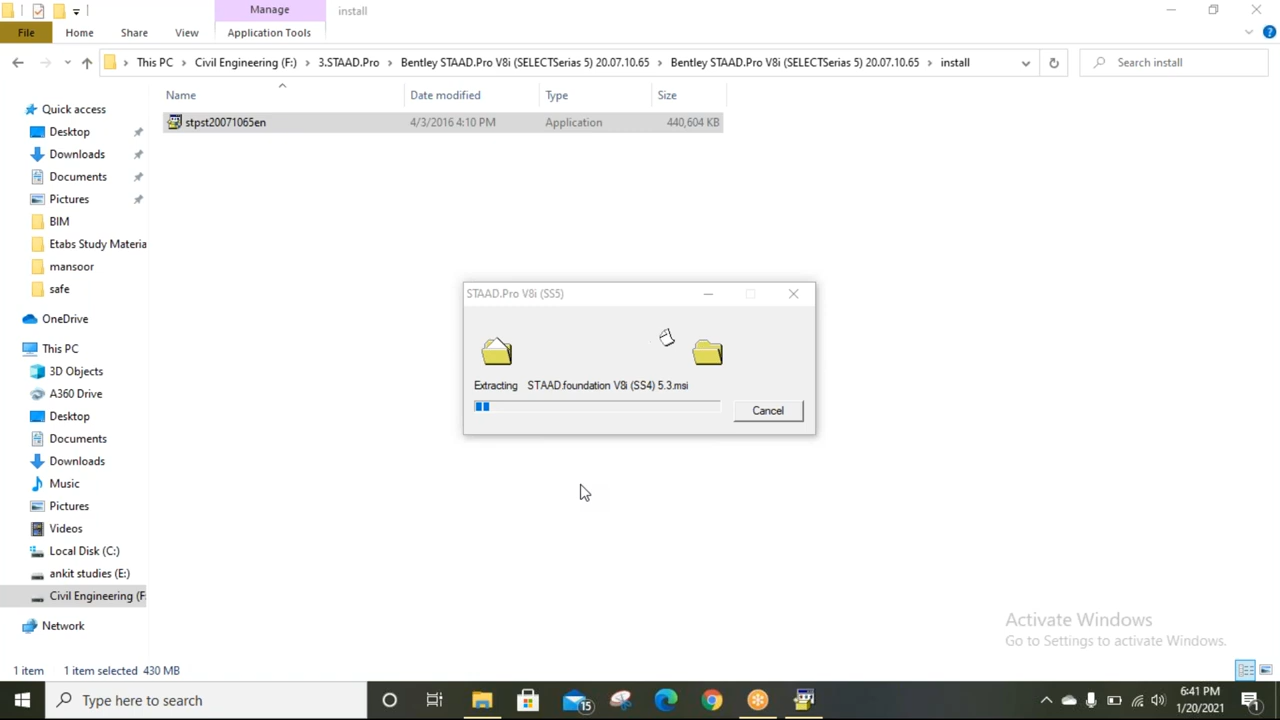 Manage
install
File
Home
Share
View
Application Tools
This PC
Civil Engineering (F:)
3.STAAD.Pro
Bentley STAAD.Pro V8i (SELECTSerias 5) 20.07.10.65
Bentley STAAD.Pro V8i (SELECTSerias 5) 20.07.10.65
install
Search install
Name
Date modified
Type
Size
stpst20071065en
4/3/2016 4:10 PM
Application
440,604 KB
Quick access
Desktop
Downloads
Documents
Pictures
BIM
Etabs Study Materia
mansoor
safe
OneDrive
This PC
3D Objects
A360 Drive
Desktop
Documents
Downloads
Music
Pictures
Videos
Local Disk (C:)
ankit studies (E:)
Civil Engineering (F:
Network
STAAD.Pro V8i (SS5)
Extracting STAAD.foundation V8i (SS4) 5.3.msi
Cancel
Activate Windows
Go to Settings to activate Windows.
1 item
1 item selected 430 MB
Type here to search
15
6:41 PM
1/20/2021
1